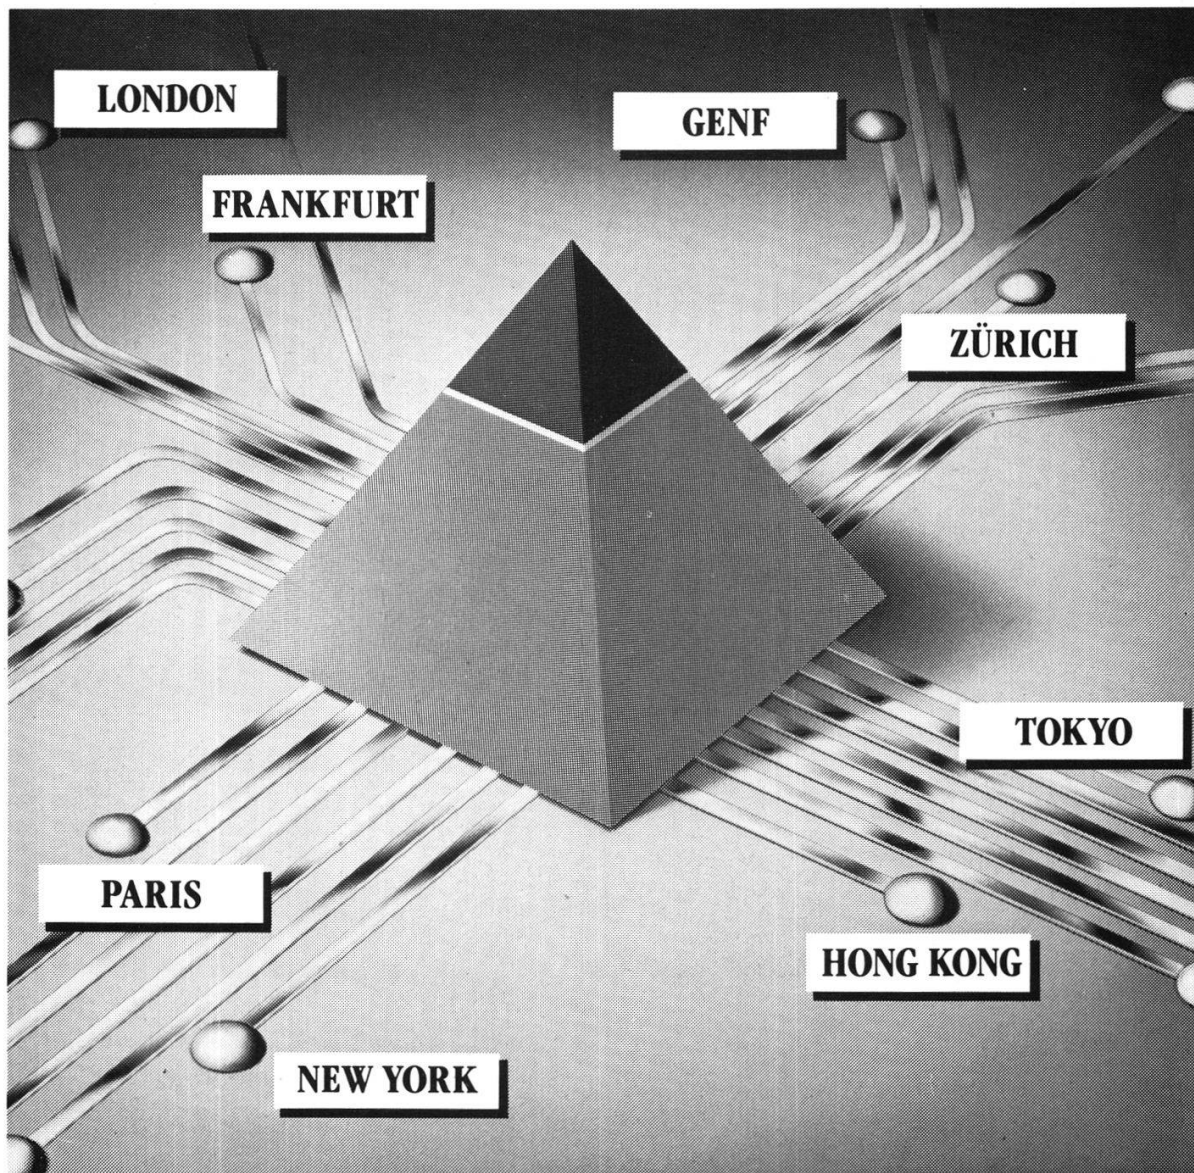 LONDON
GENF
FRANKFURT
ZÜRICH
TOKYO
PARIS
HONG KONG
NEW YORK